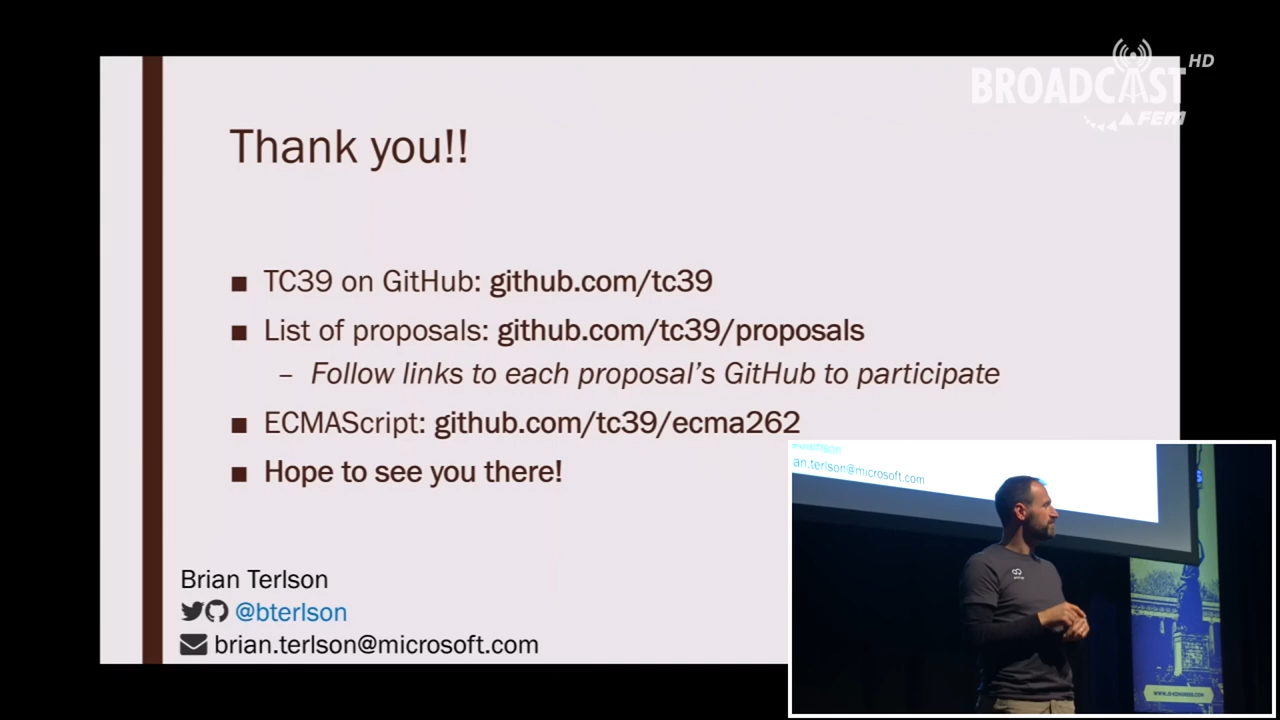 BROADCAST HD
FEM
Thank you!!
■ TC39 on GitHub: github.com/tc39
■ List of proposals: github.com/tc39/proposals
– Follow links to each proposal's GitHub to participate
■ ECMAScript: github.com/tc39/ecma262
■ Hope to see you there!
Brian Terlson
@bterlson
brian.terlson@microsoft.com
an.terlson@microsoft.com